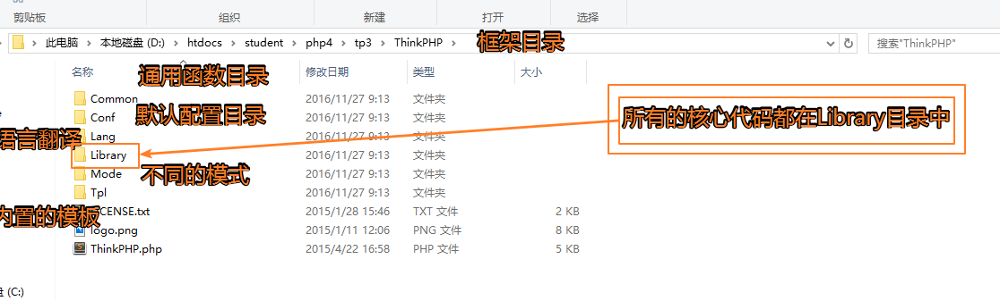 剪贴板 组织 新建 打开 选择
此电脑 本地磁盘 (D:) htdocs student php4 tp3 ThinkPHP 框架目录 搜索"ThinkPHP"
名称 修改日期 类型 大小
通用函数目录
Common 2016/11/27 9:13 文件夹
Conf 默认配置目录 2016/11/27 9:13 文件夹
所有的核心代码都在Library目录中
语言翻译 Lang 2016/11/27 9:13 文件夹
Library 2016/11/27 9:13 文件夹
Mode 不同的模式 2016/11/27 9:13 文件夹
Tpl 2016/11/27 9:13 文件夹
内置的模板 CENSE.txt 2015/1/28 15:46 TXT 文件 2 KB
logo.png 2015/1/11 12:06 PNG 文件 8 KB
ThinkPHP.php 2015/4/22 16:58 PHP 文件 5 KB
(C:)